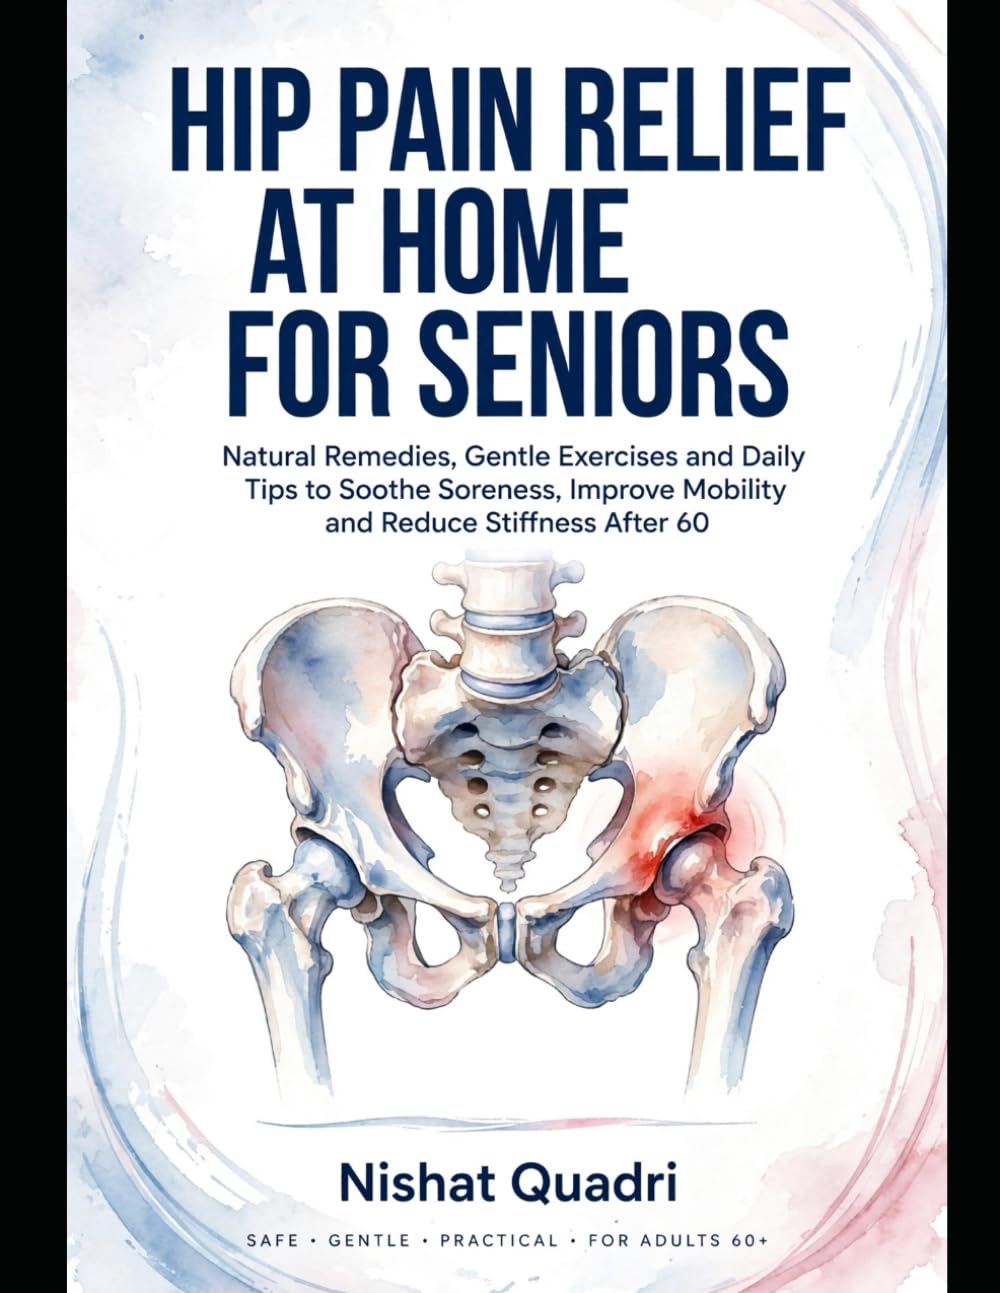 HIP PAIN RELIEF
AT HOME
FOR SENIORS
Natural Remedies, Gentle Exercises and Daily
Tips to Soothe Soreness, Improve Mobility
and Reduce Stiffness After 60
Nishat Quadri
SAFE • GENTLE • PRACTICAL • FOR ADULTS 60+